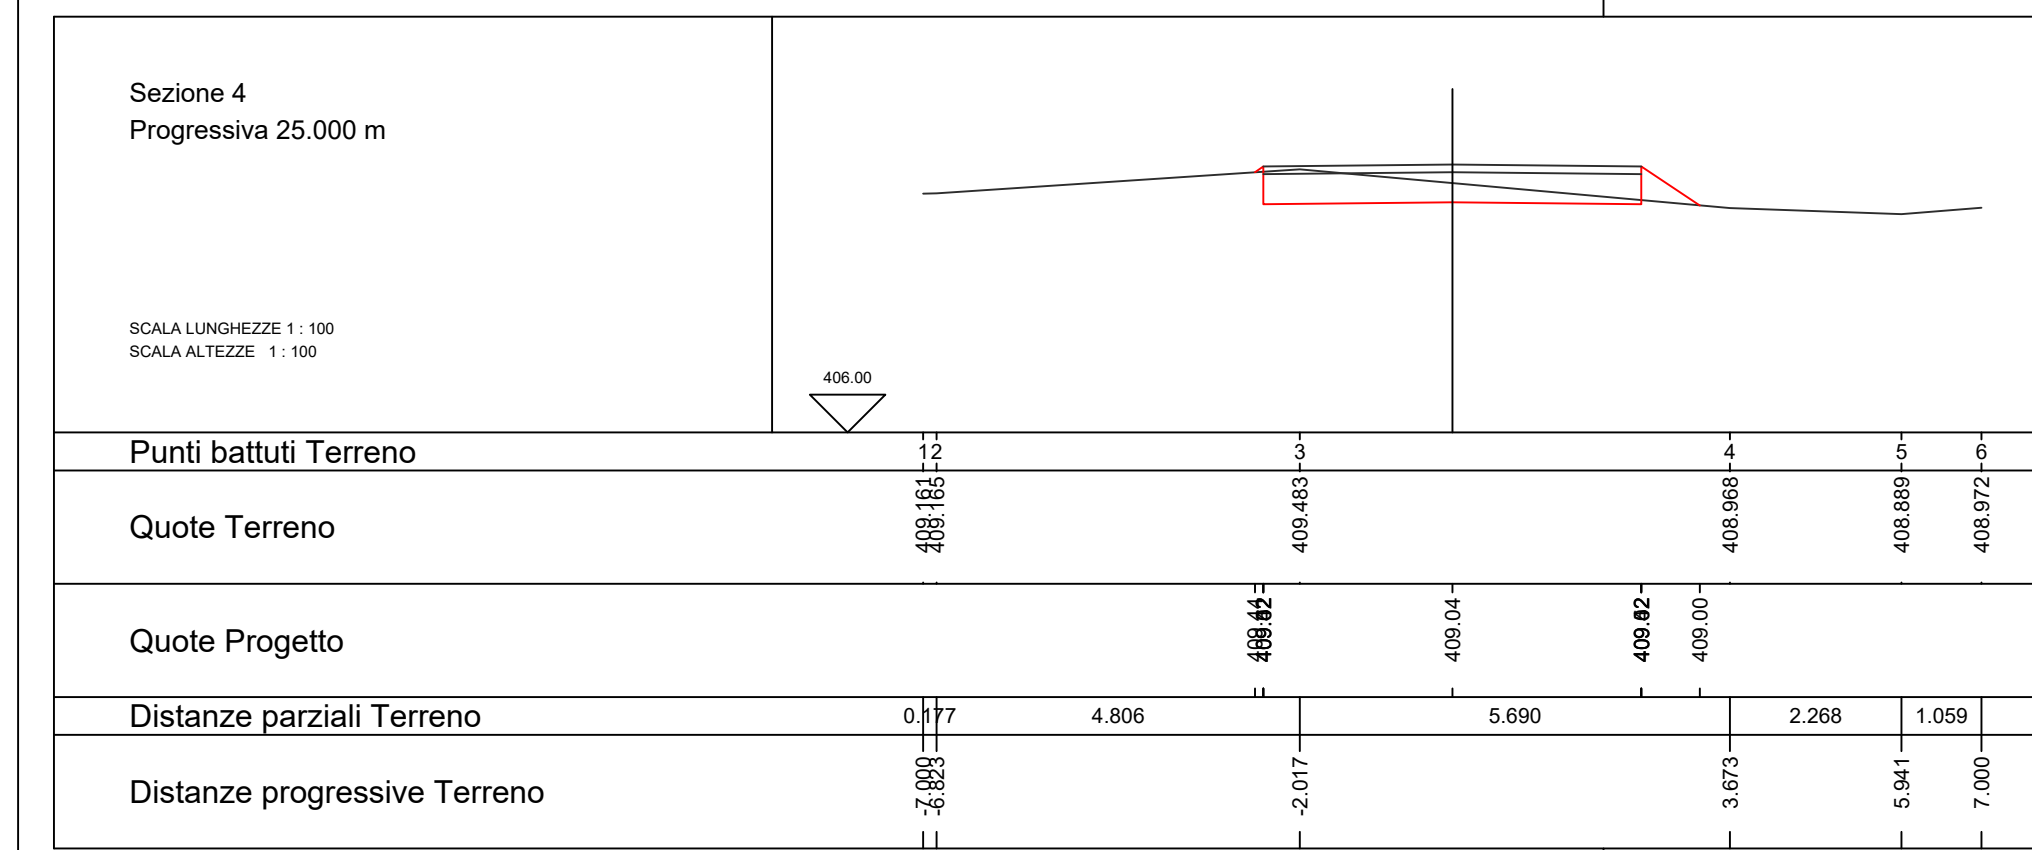 Sezione 4
Progressiva 25.000 m
SCALA LUNGHEZZE 1 : 100
SCALA ALTEZZE 1 : 100
406.00
Punti battuti Terreno
1 2 3 4 5 6
Quote Terreno
409.161 409.165 409.483 408.968 408.889 408.972
Quote Progetto
409.44 409.04 409.00
Distanze parziali Terreno
0.177 4.806 5.690 2.268 1.059
Distanze progressive Terreno
-7.000 -6.823 -2.017 3.673 5.941 7.000